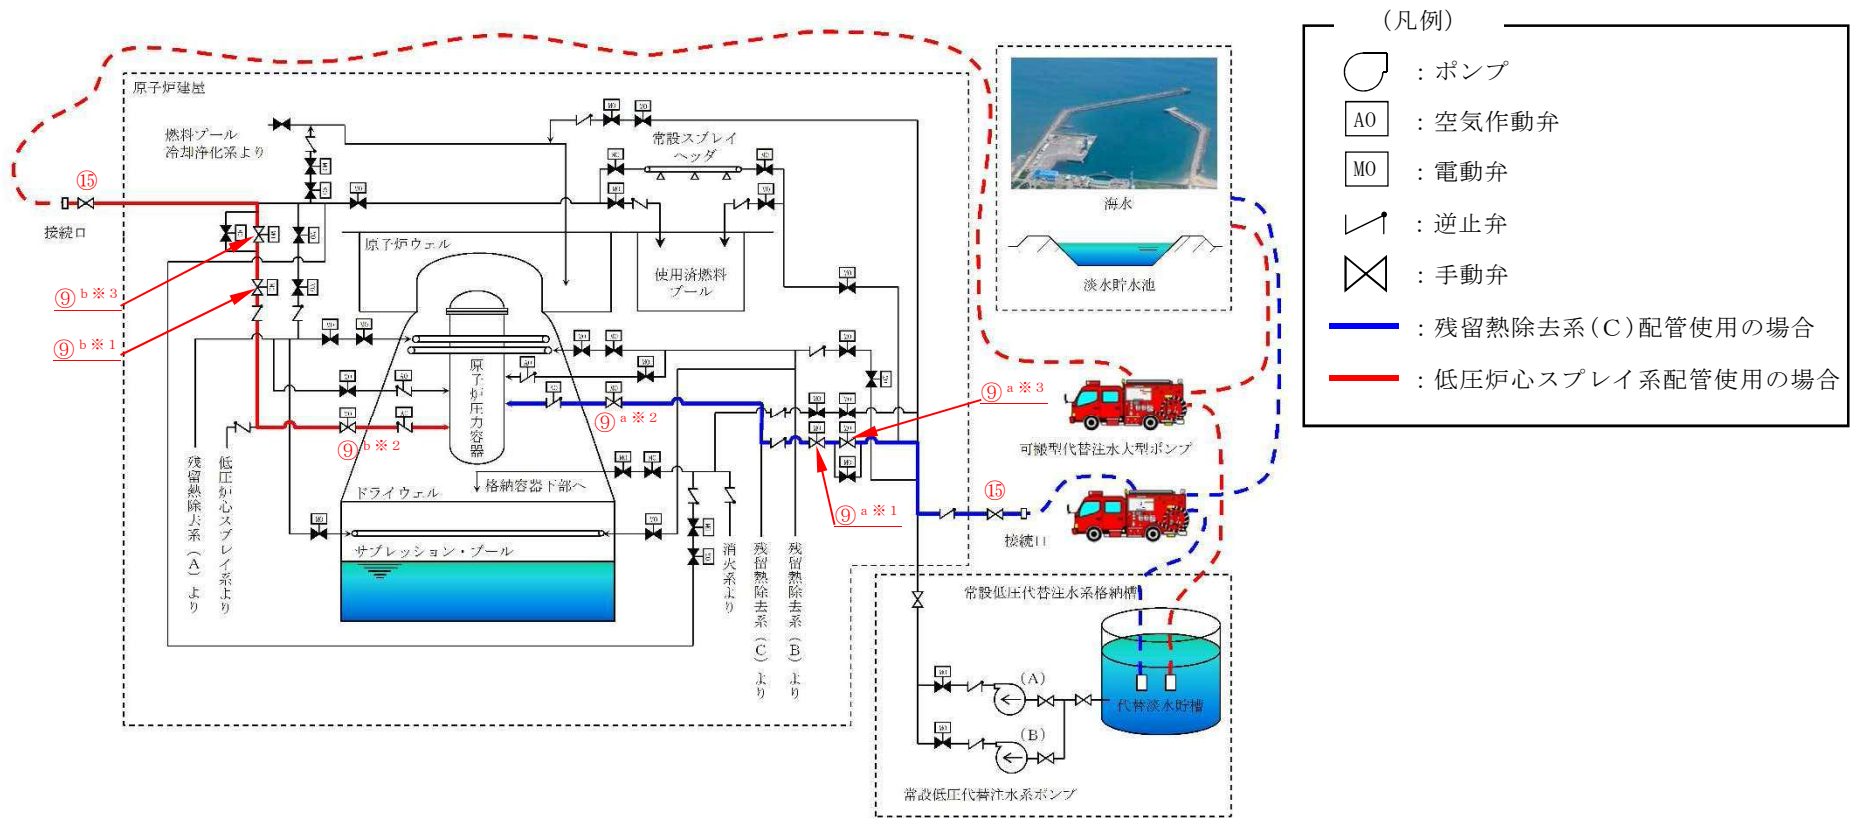 (凡例)
：ポンプ
AO ：空気作動弁
MO ：電動弁
：逆止弁
：手動弁
：残留熱除去系(C)配管使用の場合
：低圧炉心スプレイ系配管使用の場合
原子炉建屋
燃料プール
冷却浄化系より
常設スプレイ
ヘッダ
⑮
接続口
原子炉ウェル
使用済燃料
プール
海水
淡水貯水池
⑨b※3
⑨b※1
⑨b※2
⑨a※2
⑨a※3
⑨a※1
原子炉圧力容器
可搬型代替注水大型ポンプ
格納容器下部へ
ドライウェル
サプレッション・プール
残留熱除去系(A)より
低圧炉心スプレイ系より
消火系より
残留熱除去系(C)より
残留熱除去系(B)より
⑮
接続口
常設低圧代替注水系格納槽
(A)
(B)
代替淡水貯槽
常設低圧代替注水系ポンプ